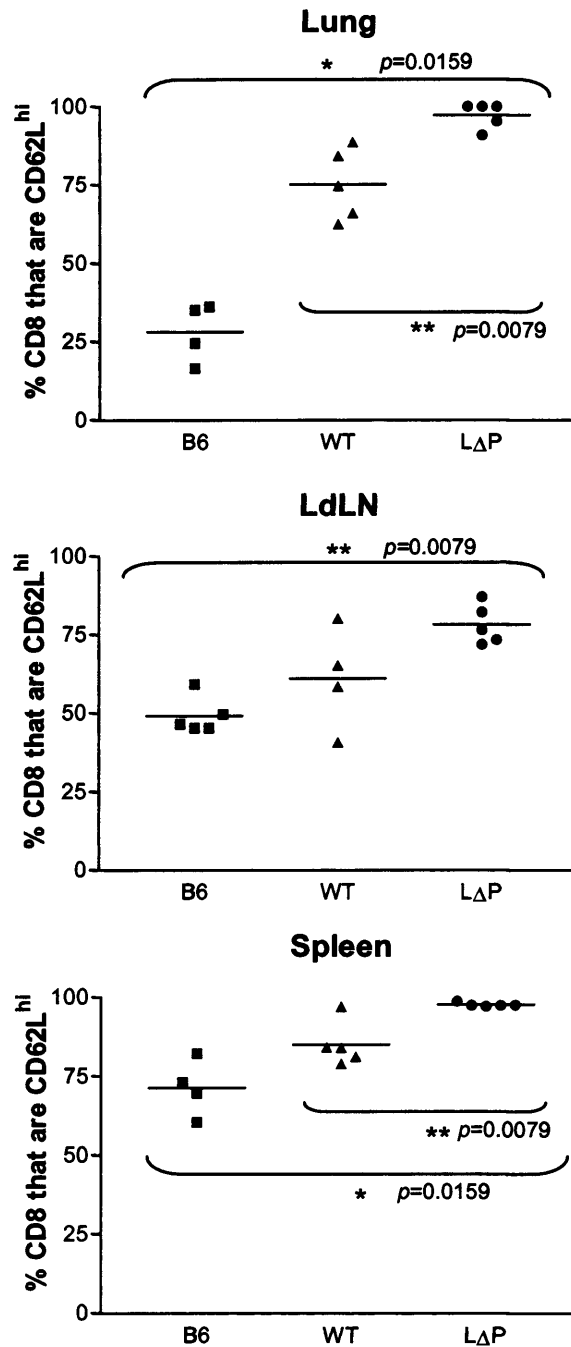 Lung
* p=0.0159
% CD8 that are CD62L^hi
100
75
50
25
0
** p=0.0079
B6 WT LΔP
LdLN
** p=0.0079
% CD8 that are CD62L^hi
100
75
50
25
0
B6 WT LΔP
Spleen
% CD8 that are CD62L^hi
100
75
50
25
0
** p=0.0079
* p=0.0159
B6 WT LΔP